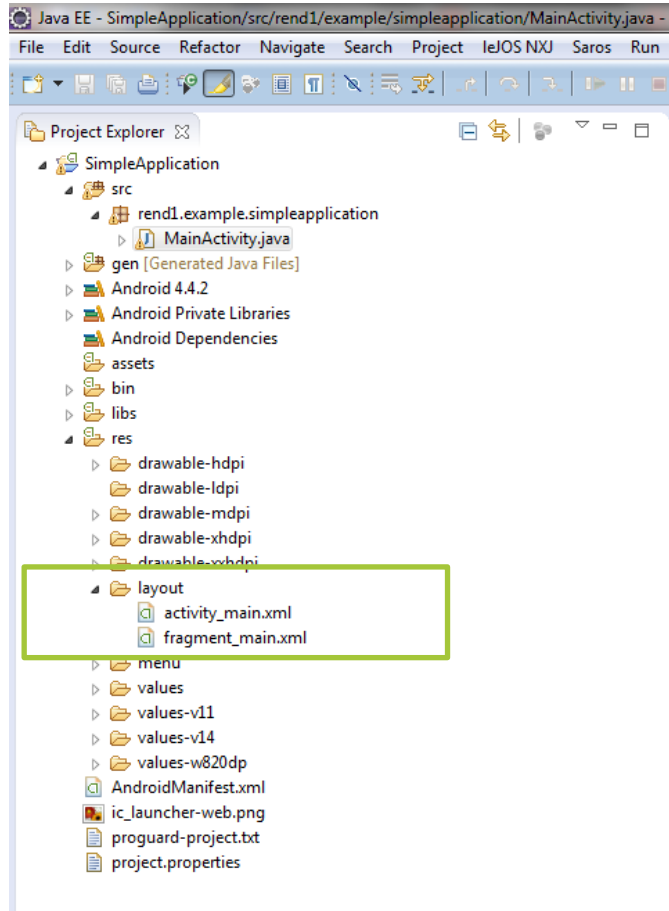 Java EE - SimpleApplication/src/rend1/example/simpleapplication/MainActivity.java -
File Edit Source Refactor Navigate Search Project leJOS NXJ Saros Run
Project Explorer
SimpleApplication
src
rend1.example.simpleapplication
MainActivity.java
gen [Generated Java Files]
Android 4.4.2
Android Private Libraries
Android Dependencies
assets
bin
libs
res
drawable-hdpi
drawable-ldpi
drawable-mdpi
drawable-xhdpi
drawable-xxhdpi
layout
activity_main.xml
fragment_main.xml
menu
values
values-v11
values-v14
values-w820dp
AndroidManifest.xml
ic_launcher-web.png
proguard-project.txt
project.properties